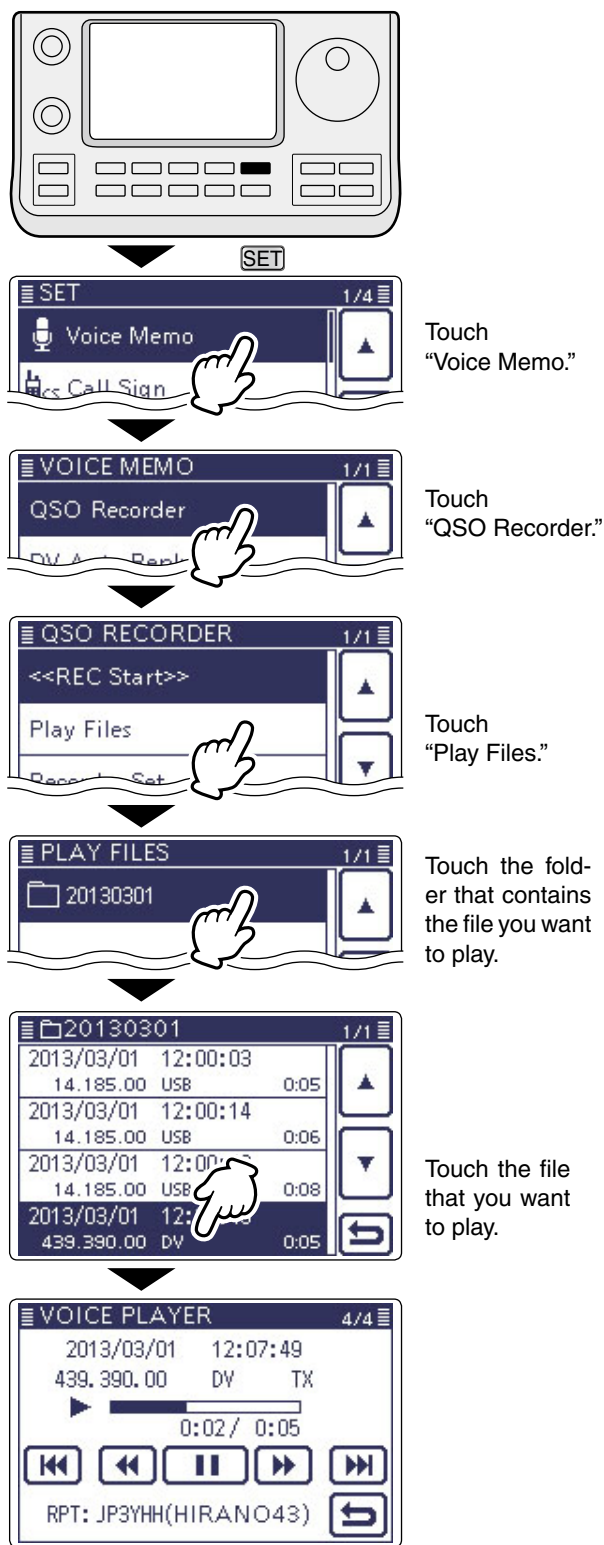 SET
SET 1/4
Voice Memo
CS Call Sign
Touch
“Voice Memo.”
VOICE MEMO 1/1
QSO Recorder
Touch
“QSO Recorder.”
QSO RECORDER 1/1
<<REC Start>>
Play Files
Touch
“Play Files.”
PLAY FILES 1/1
20130301
Touch the fold-
er that contains
the file you want
to play.
20130301 1/1
2013/03/01 12:00:03
14.185.00 USB 0:05
2013/03/01 12:00:14
14.185.00 USB 0:06
2013/03/01
14.185.00 USB 0:08
2013/03/01
439.390.00 DV 0:05
Touch the file
that you want
to play.
VOICE PLAYER 4/4
2013/03/01 12:07:49
439.390.00 DV TX
0:02 / 0:05
RPT: JP3YHH(HIRANO43)